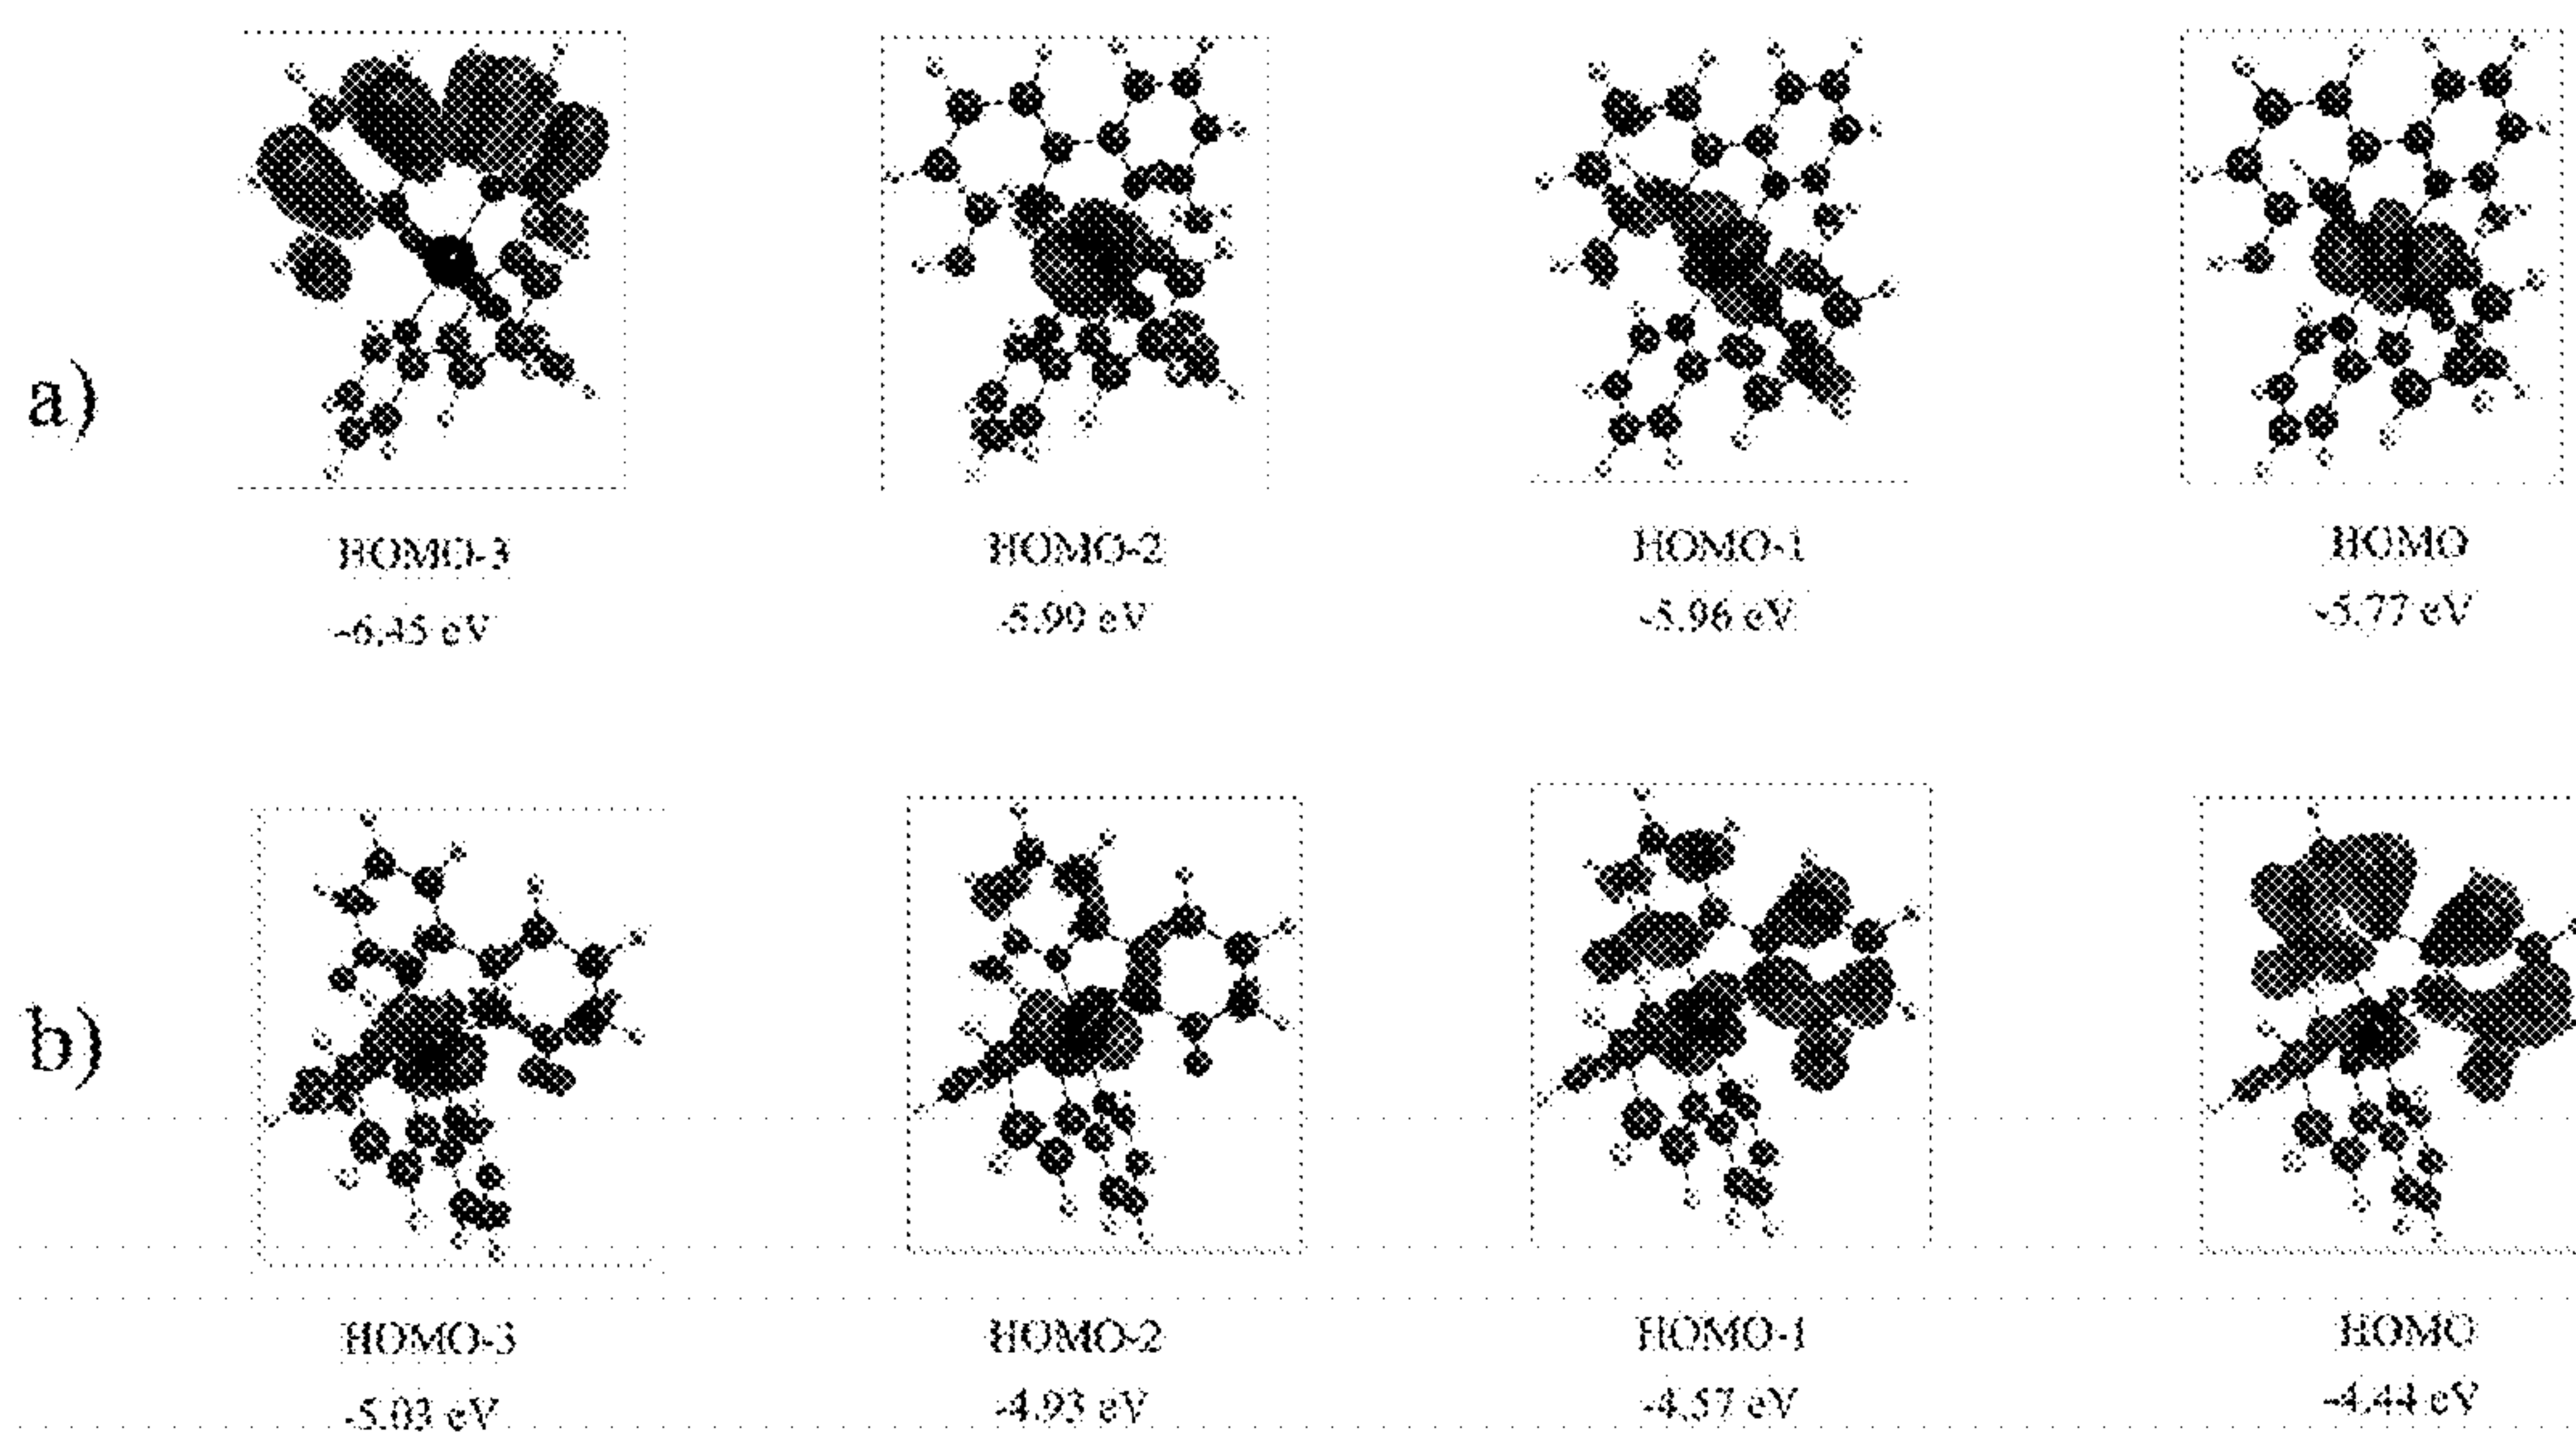 a)
HOMO-3 HOMO-2 HOMO-1 HOMO
-6.45 eV -5.99 eV -5.96 eV -5.77 eV
b)
HOMO-3 HOMO-2 HOMO-1 HOMO
-5.03 eV -4.93 eV -4.57 eV -4.44 eV